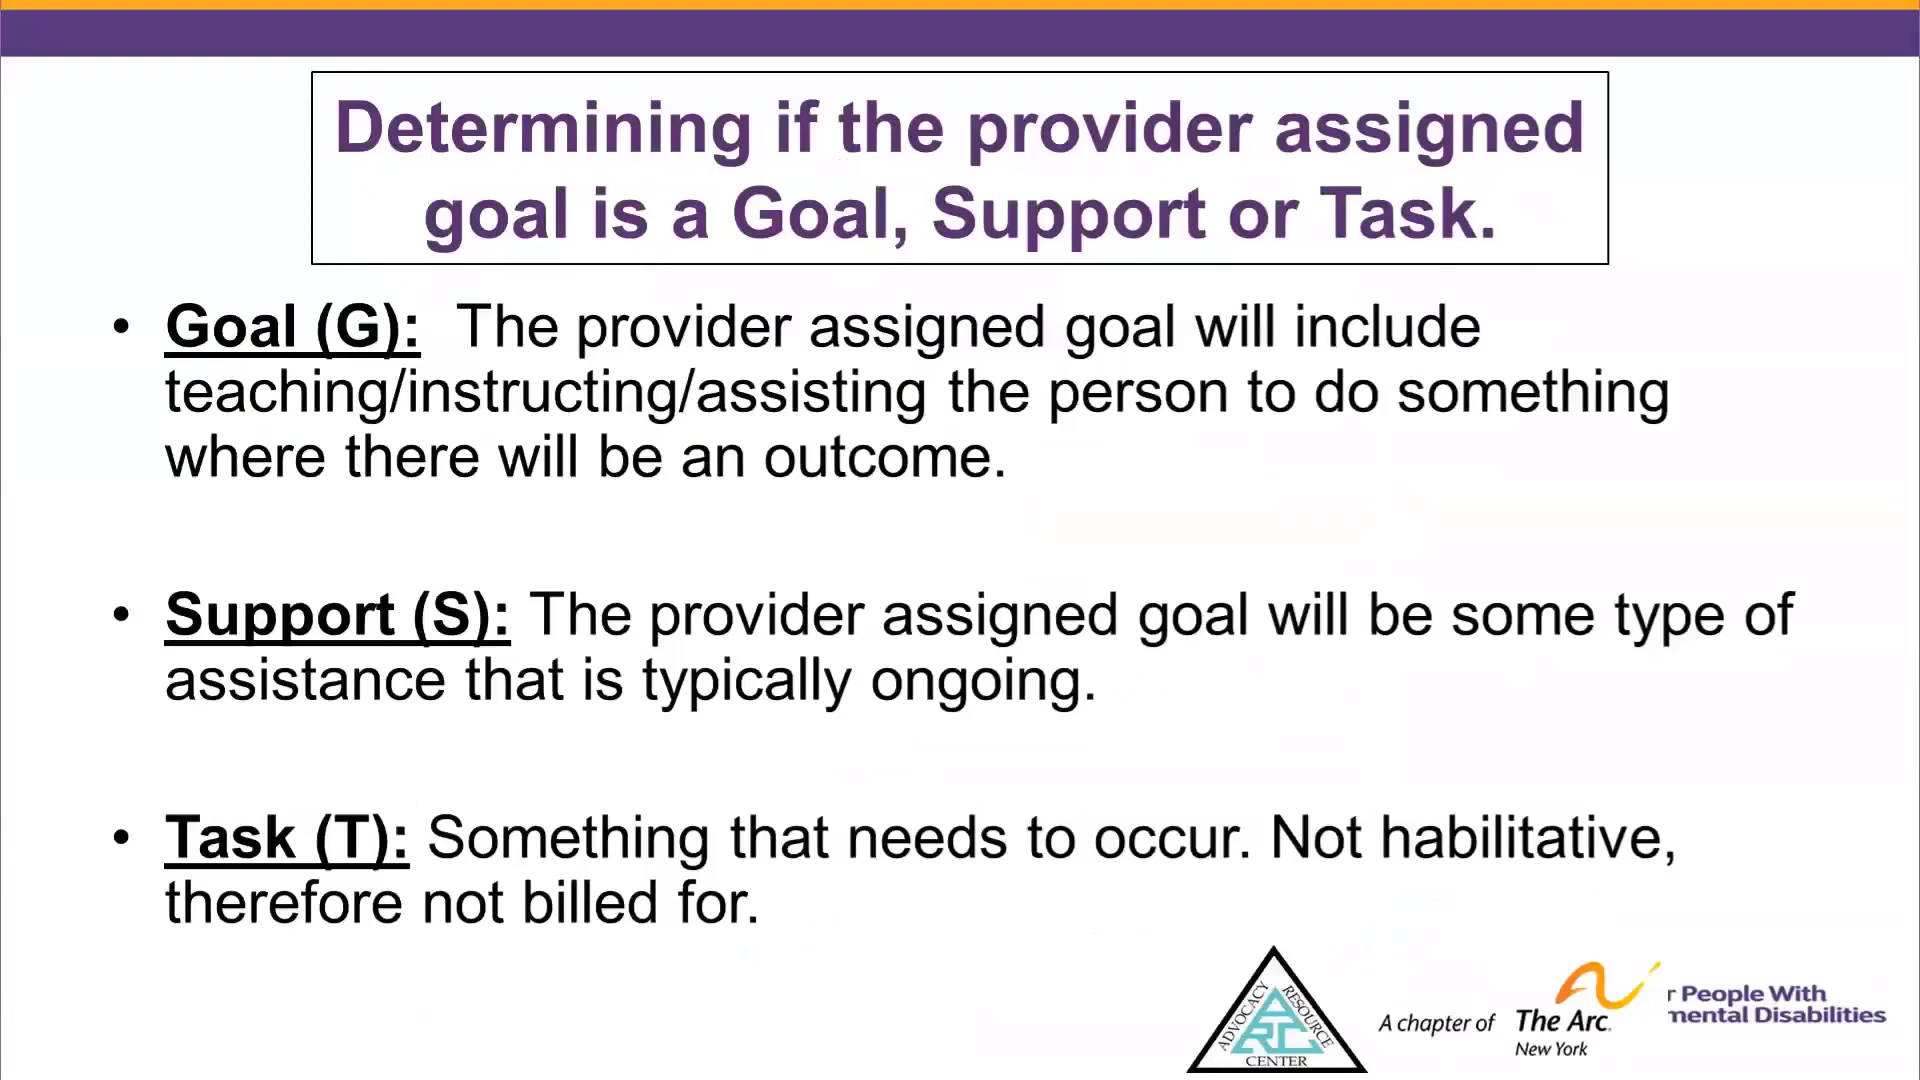 Determining if the provider assigned
goal is a Goal, Support or Task.
• Goal (G):  The provider assigned goal will include
teaching/instructing/assisting the person to do something
where there will be an outcome.
• Support (S): The provider assigned goal will be some type of
assistance that is typically ongoing.
• Task (T): Something that needs to occur. Not habilitative,
therefore not billed for.
ADVOCACY
RESOURCE
ARC
CENTER
A chapter of
The Arc.
New York
r People With
mental Disabilities